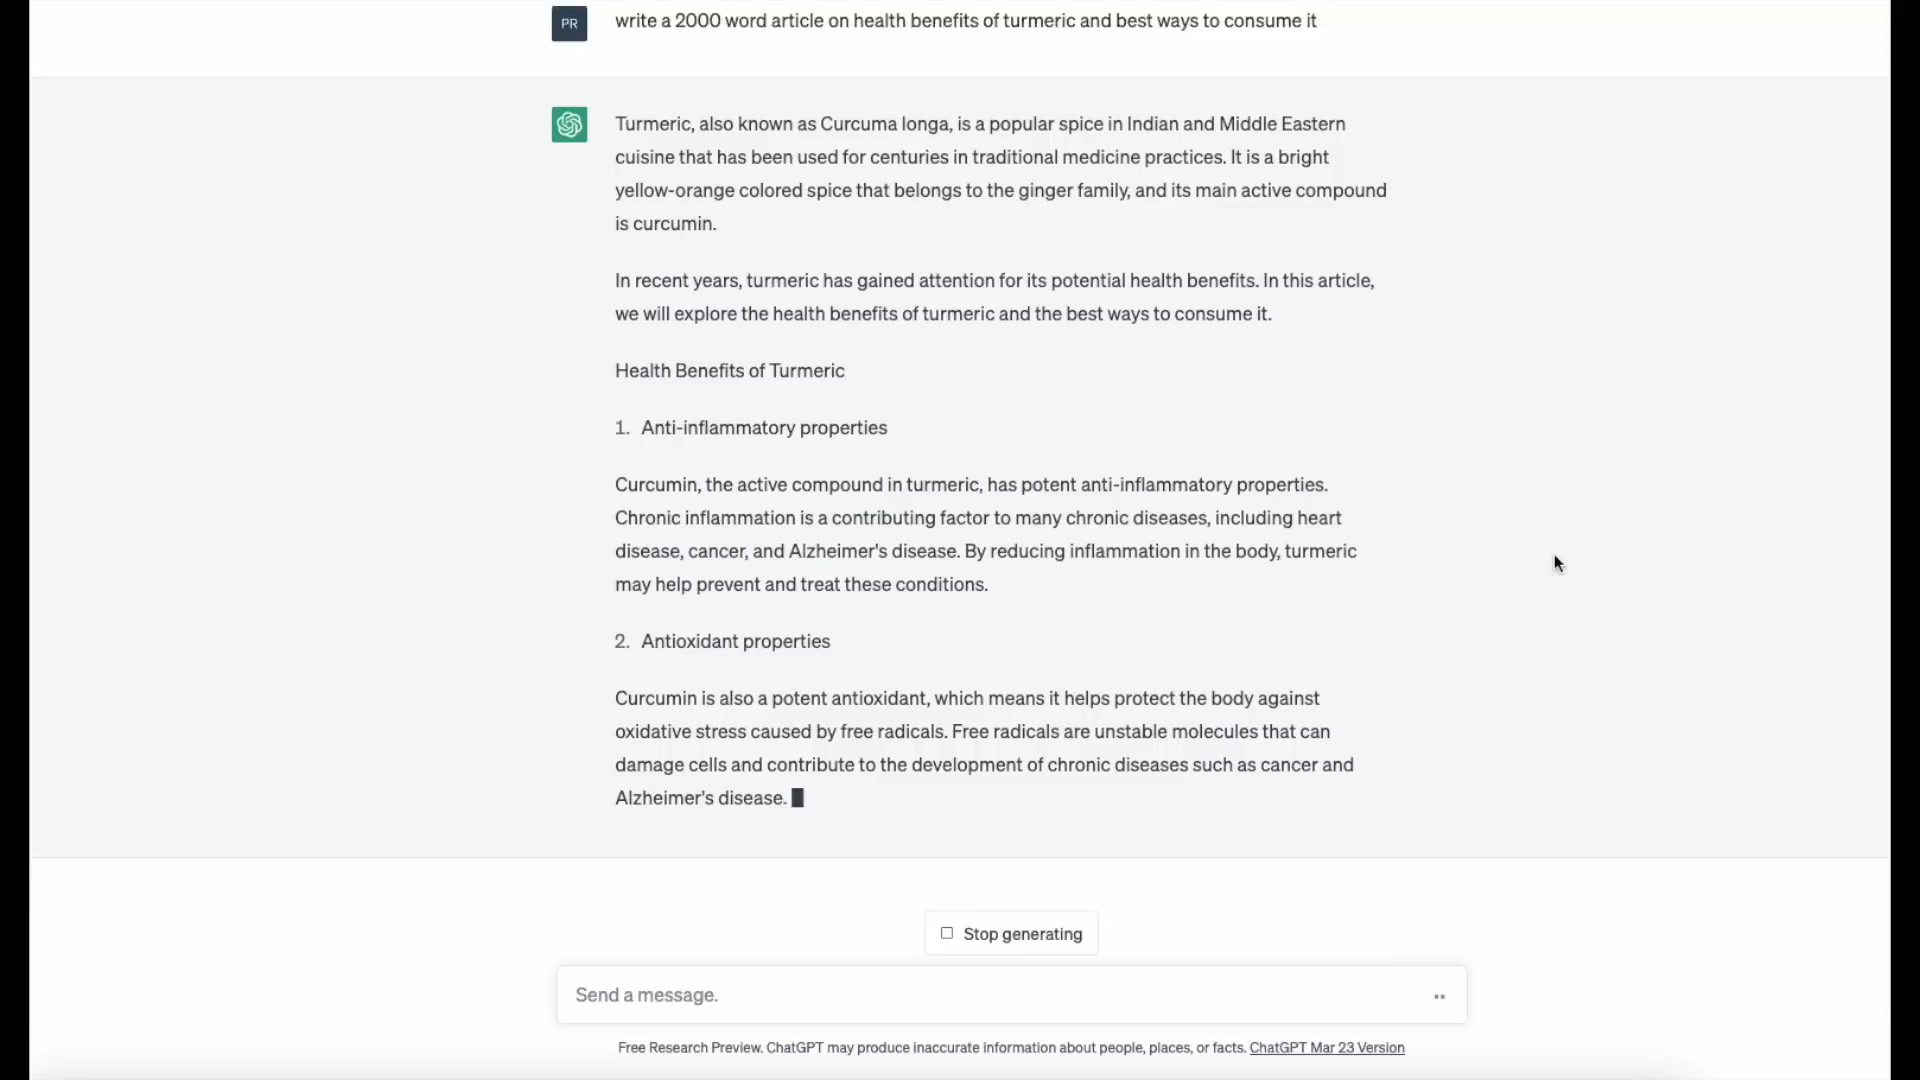 PR
write a 2000 word article on health benefits of turmeric and best ways to consume it
Turmeric, also known as Curcuma longa, is a popular spice in Indian and Middle Eastern
cuisine that has been used for centuries in traditional medicine practices. It is a bright
yellow-orange colored spice that belongs to the ginger family, and its main active compound
is curcumin.
In recent years, turmeric has gained attention for its potential health benefits. In this article,
we will explore the health benefits of turmeric and the best ways to consume it.
Health Benefits of Turmeric
1. Anti-inflammatory properties
Curcumin, the active compound in turmeric, has potent anti-inflammatory properties.
Chronic inflammation is a contributing factor to many chronic diseases, including heart
disease, cancer, and Alzheimer's disease. By reducing inflammation in the body, turmeric
may help prevent and treat these conditions.
2. Antioxidant properties
Curcumin is also a potent antioxidant, which means it helps protect the body against
oxidative stress caused by free radicals. Free radicals are unstable molecules that can
damage cells and contribute to the development of chronic diseases such as cancer and
Alzheimer's disease.
Stop generating
Send a message.
Free Research Preview. ChatGPT may produce inaccurate information about people, places, or facts. ChatGPT Mar 23 Version